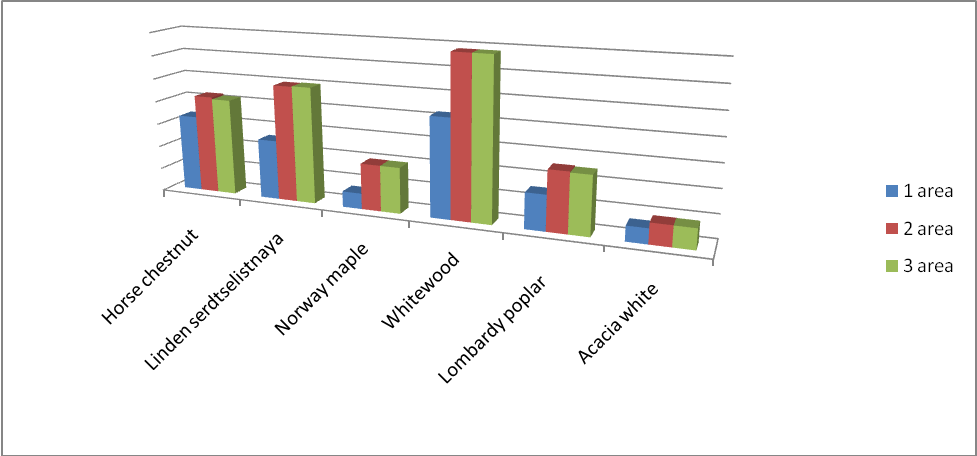 Horse chestnut
Linden serdtselistnaya
Norway maple
Whitewood
Lombardy poplar
Acacia white
1 area
2 area
3 area